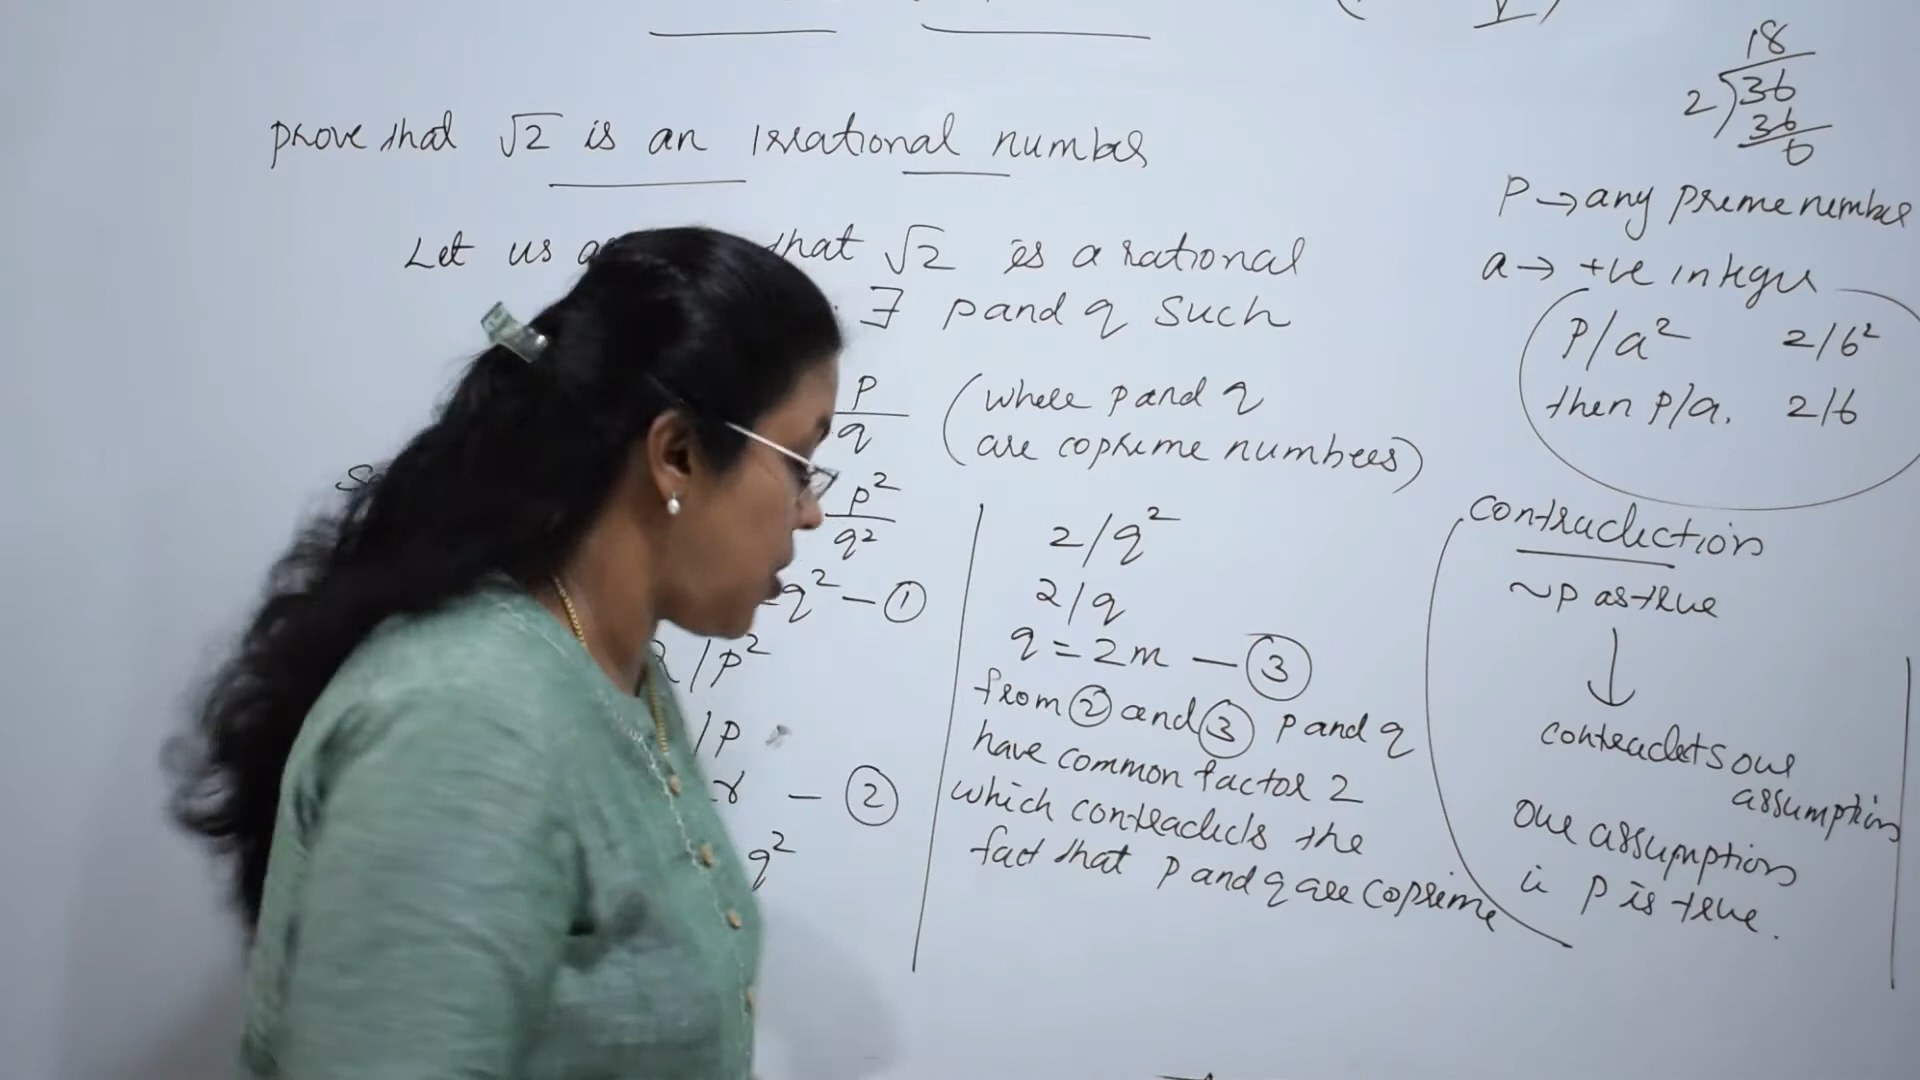 prove that √2 is an Irrational number
Let us that √2 is a rational
∃ p and q such
p/q (where p and q
are coprime numbers)
p²/q²
q² — ①
2/p²
/p
r — ②
q²
2/q²
2/q
q = 2m — ③
from ② and ③ p and q
have common factor 2
which contradicts the
fact that p and q are coprime
18
2)36
36
0
P → any prime number
a → +ve integer
P/a² 2/6²
then P/a. 2/6
contradiction
~p as true
↓
contradicts our
assumption
our assumption
is P is true.